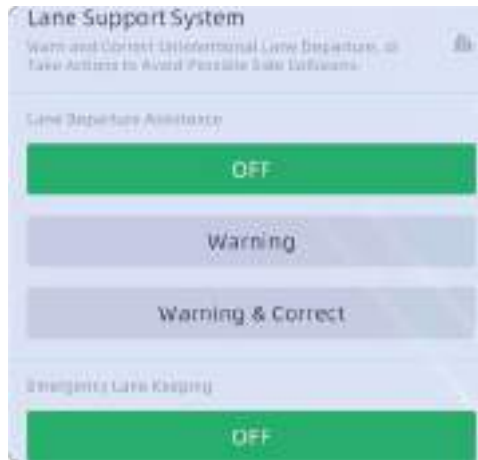 Lane Support System
Warn and Correct Unintentional Lane Departure, or
Take Actions to Avoid Possible Side Collisions
Lane Departure Assistance
OFF
Warning
Warning & Correct
Emergency Lane Keeping
OFF